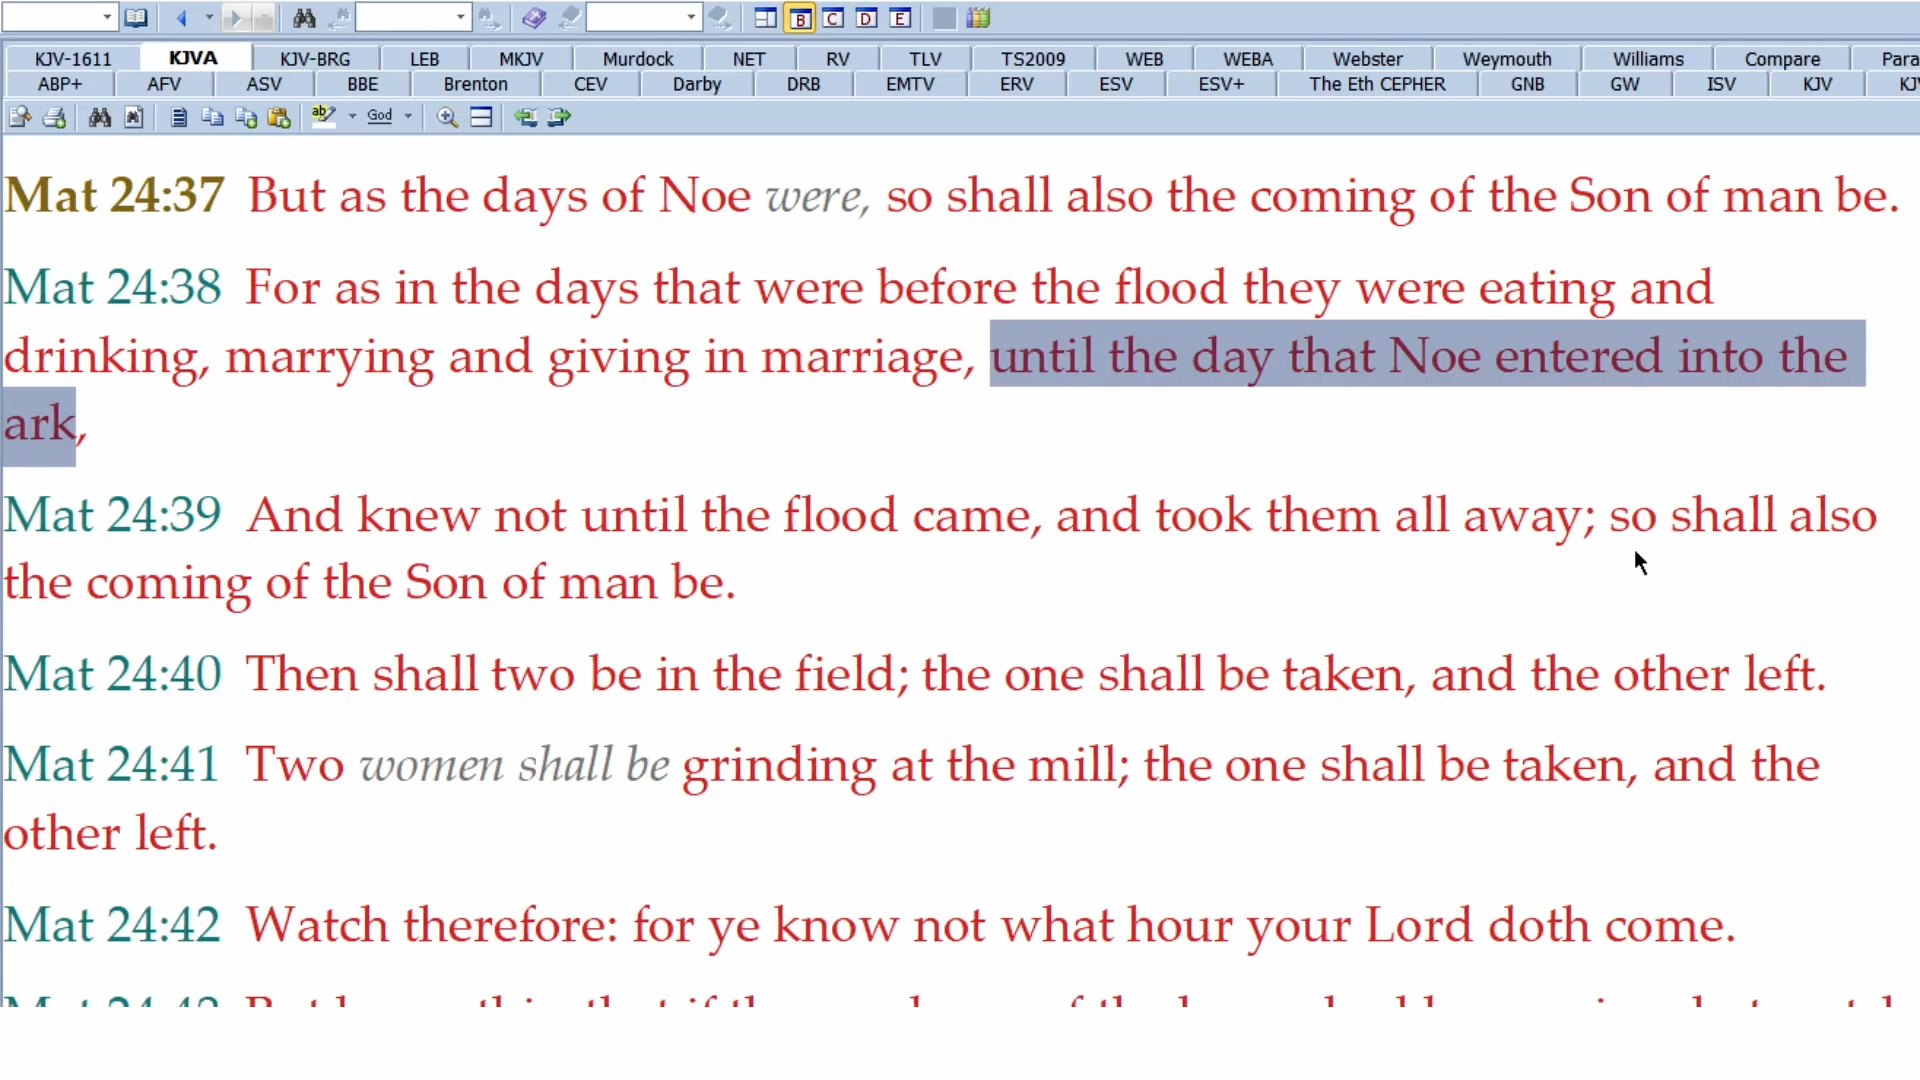 B C D E
KJV-1611 KJVA KJV-BRG LEB MKJV Murdock NET RV TLV TS2009 WEB WEBA Webster Weymouth Williams Compare Para
ABP+ AFV ASV BBE Brenton CEV Darby DRB EMTV ERV ESV ESV+ The Eth CEPHER GNB GW ISV KJV KJV
ab God
Mat 24:37 But as the days of Noe were, so shall also the coming of the Son of man be.
Mat 24:38 For as in the days that were before the flood they were eating and
drinking, marrying and giving in marriage, until the day that Noe entered into the
ark,
Mat 24:39 And knew not until the flood came, and took them all away; so shall also
the coming of the Son of man be.
Mat 24:40 Then shall two be in the field; the one shall be taken, and the other left.
Mat 24:41 Two women shall be grinding at the mill; the one shall be taken, and the
other left.
Mat 24:42 Watch therefore: for ye know not what hour your Lord doth come.